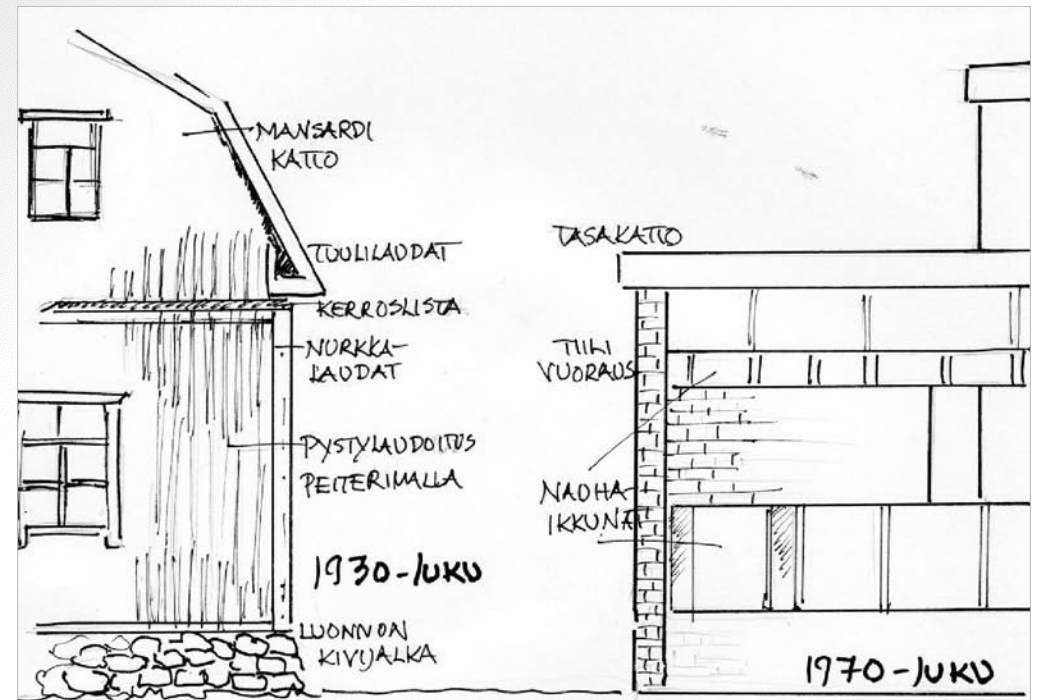 MANSARDI
KATTO
TUULILAUDAT
KERROSLISTA
NURKKA-
LAUDAT
PYSTYLAUDOITUS
PEITERIMALLA
1930-luku
LUONNON
KIVIJALKA
TASAKATTO
TIILI
VUORAUS
NAUHA-
IKKUNAT
1970-luku